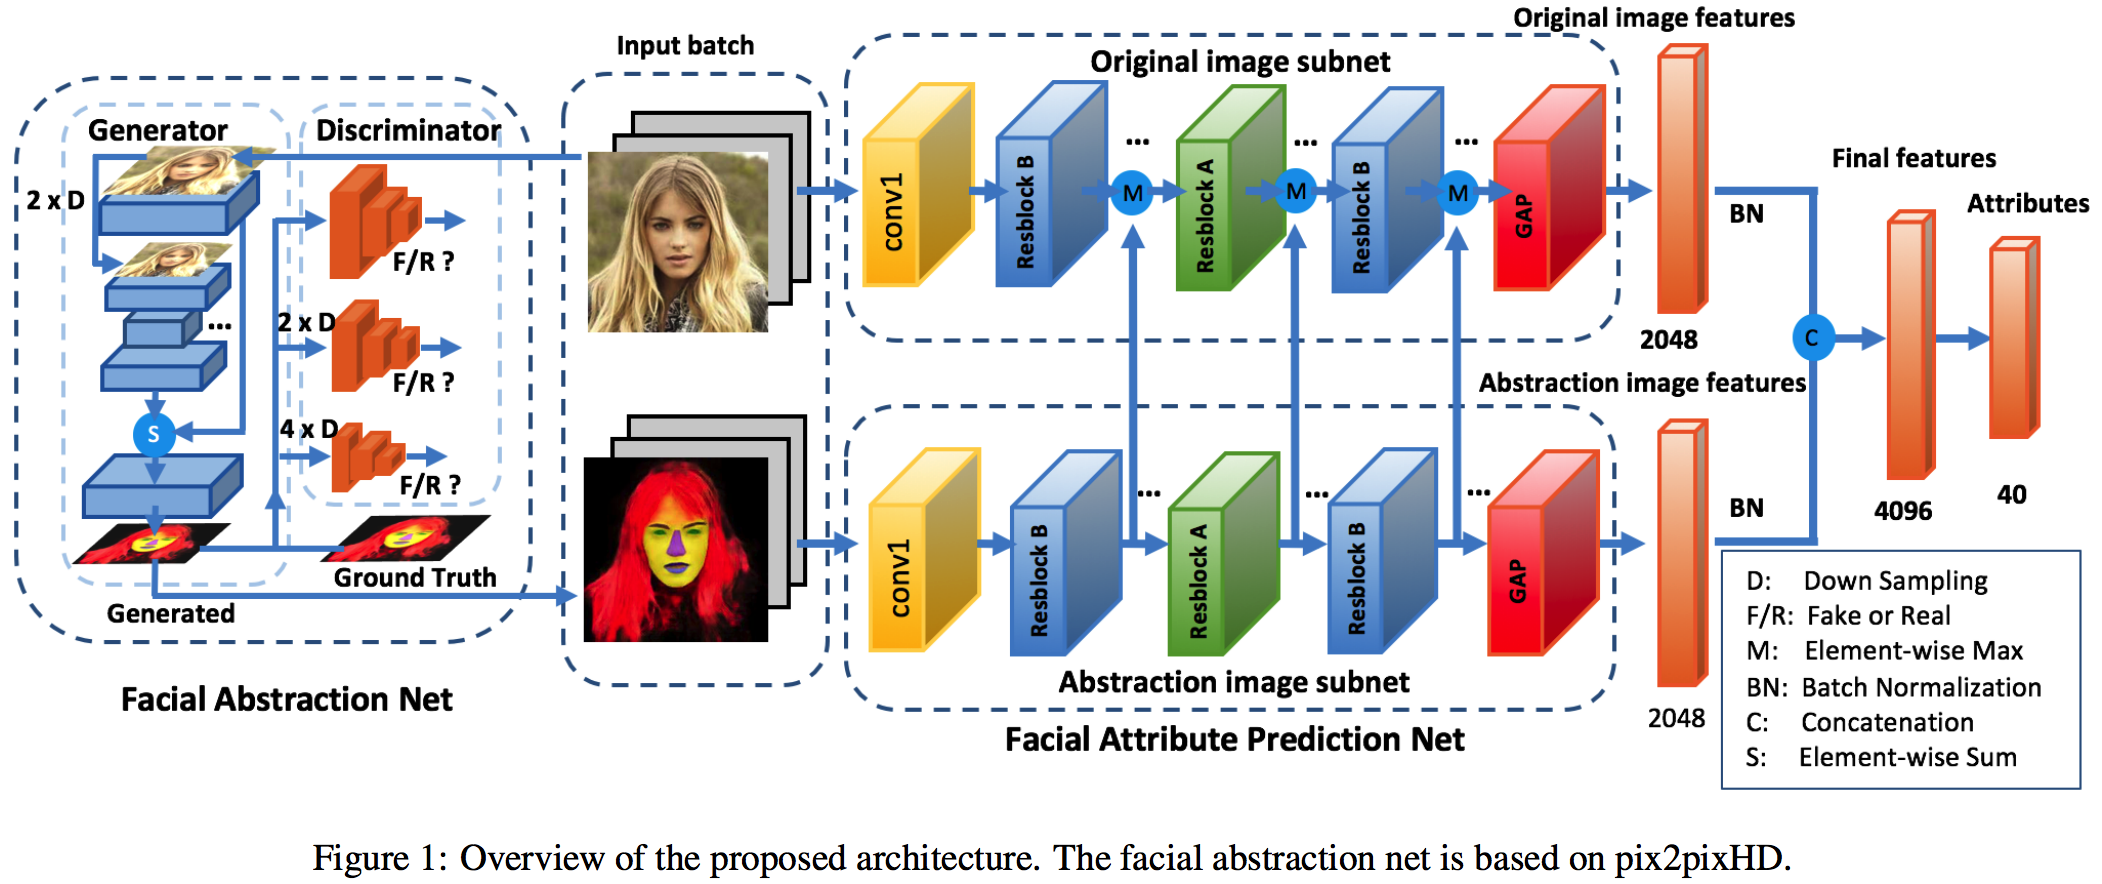 Generator
2 x D
...
S
Generated
Discriminator
F/R ?
2 x D
F/R ?
4 x D
F/R ?
Ground Truth
Facial Abstraction Net
Input batch
Original image subnet
conv1
Resblock B
...
M
Resblock A
...
M
Resblock B
...
M
GAP
Abstraction image subnet
conv1
Resblock B
...
Resblock A
...
Resblock B
...
GAP
Facial Attribute Prediction Net
Original image features
2048
BN
Abstraction image features
2048
BN
C
Final features
4096
Attributes
40
D: Down Sampling
F/R: Fake or Real
M: Element-wise Max
BN: Batch Normalization
C: Concatenation
S: Element-wise Sum
Figure 1: Overview of the proposed architecture. The facial abstraction net is based on pix2pixHD.